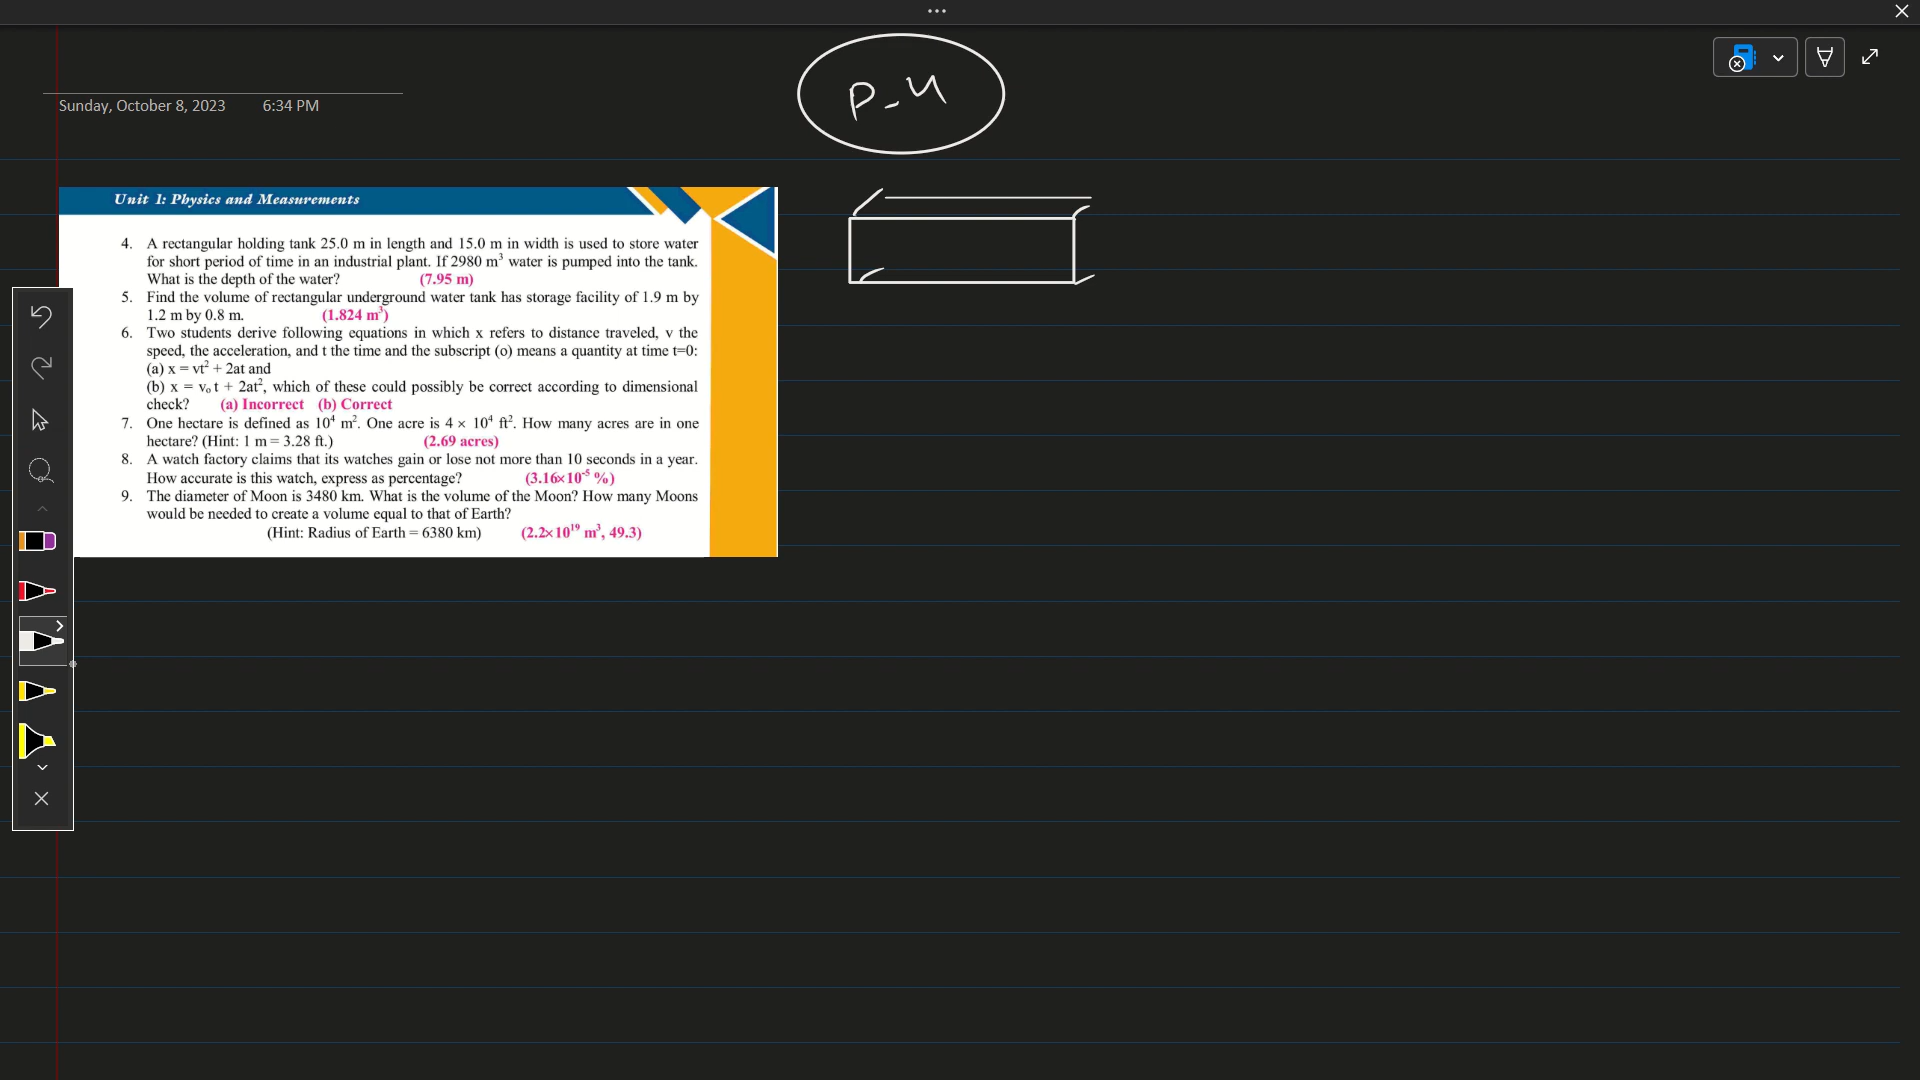 Sunday, October 8, 2023 6:34 PM
P-4
Unit 1: Physics and Measurements
4. A rectangular holding tank 25.0 m in length and 15.0 m in width is used to store water
for short period of time in an industrial plant. If 2980 m³ water is pumped into the tank.
What is the depth of the water? (7.95 m)
5. Find the volume of rectangular underground water tank has storage facility of 1.9 m by
1.2 m by 0.8 m. (1.824 m³)
6. Two students derive following equations in which x refers to distance traveled, v the
speed, the acceleration, and t the time and the subscript (o) means a quantity at time t=0:
(a) x = vt² + 2at and
(b) x = vₒ t + 2at², which of these could possibly be correct according to dimensional
check? (a) Incorrect (b) Correct
7. One hectare is defined as 10⁴ m². One acre is 4 × 10⁴ ft². How many acres are in one
hectare? (Hint: 1 m = 3.28 ft.) (2.69 acres)
8. A watch factory claims that its watches gain or lose not more than 10 seconds in a year.
How accurate is this watch, express as percentage? (3.16×10⁻⁵ %)
9. The diameter of Moon is 3480 km. What is the volume of the Moon? How many Moons
would be needed to create a volume equal to that of Earth?
(Hint: Radius of Earth = 6380 km) (2.2×10¹⁹ m³, 49.3)